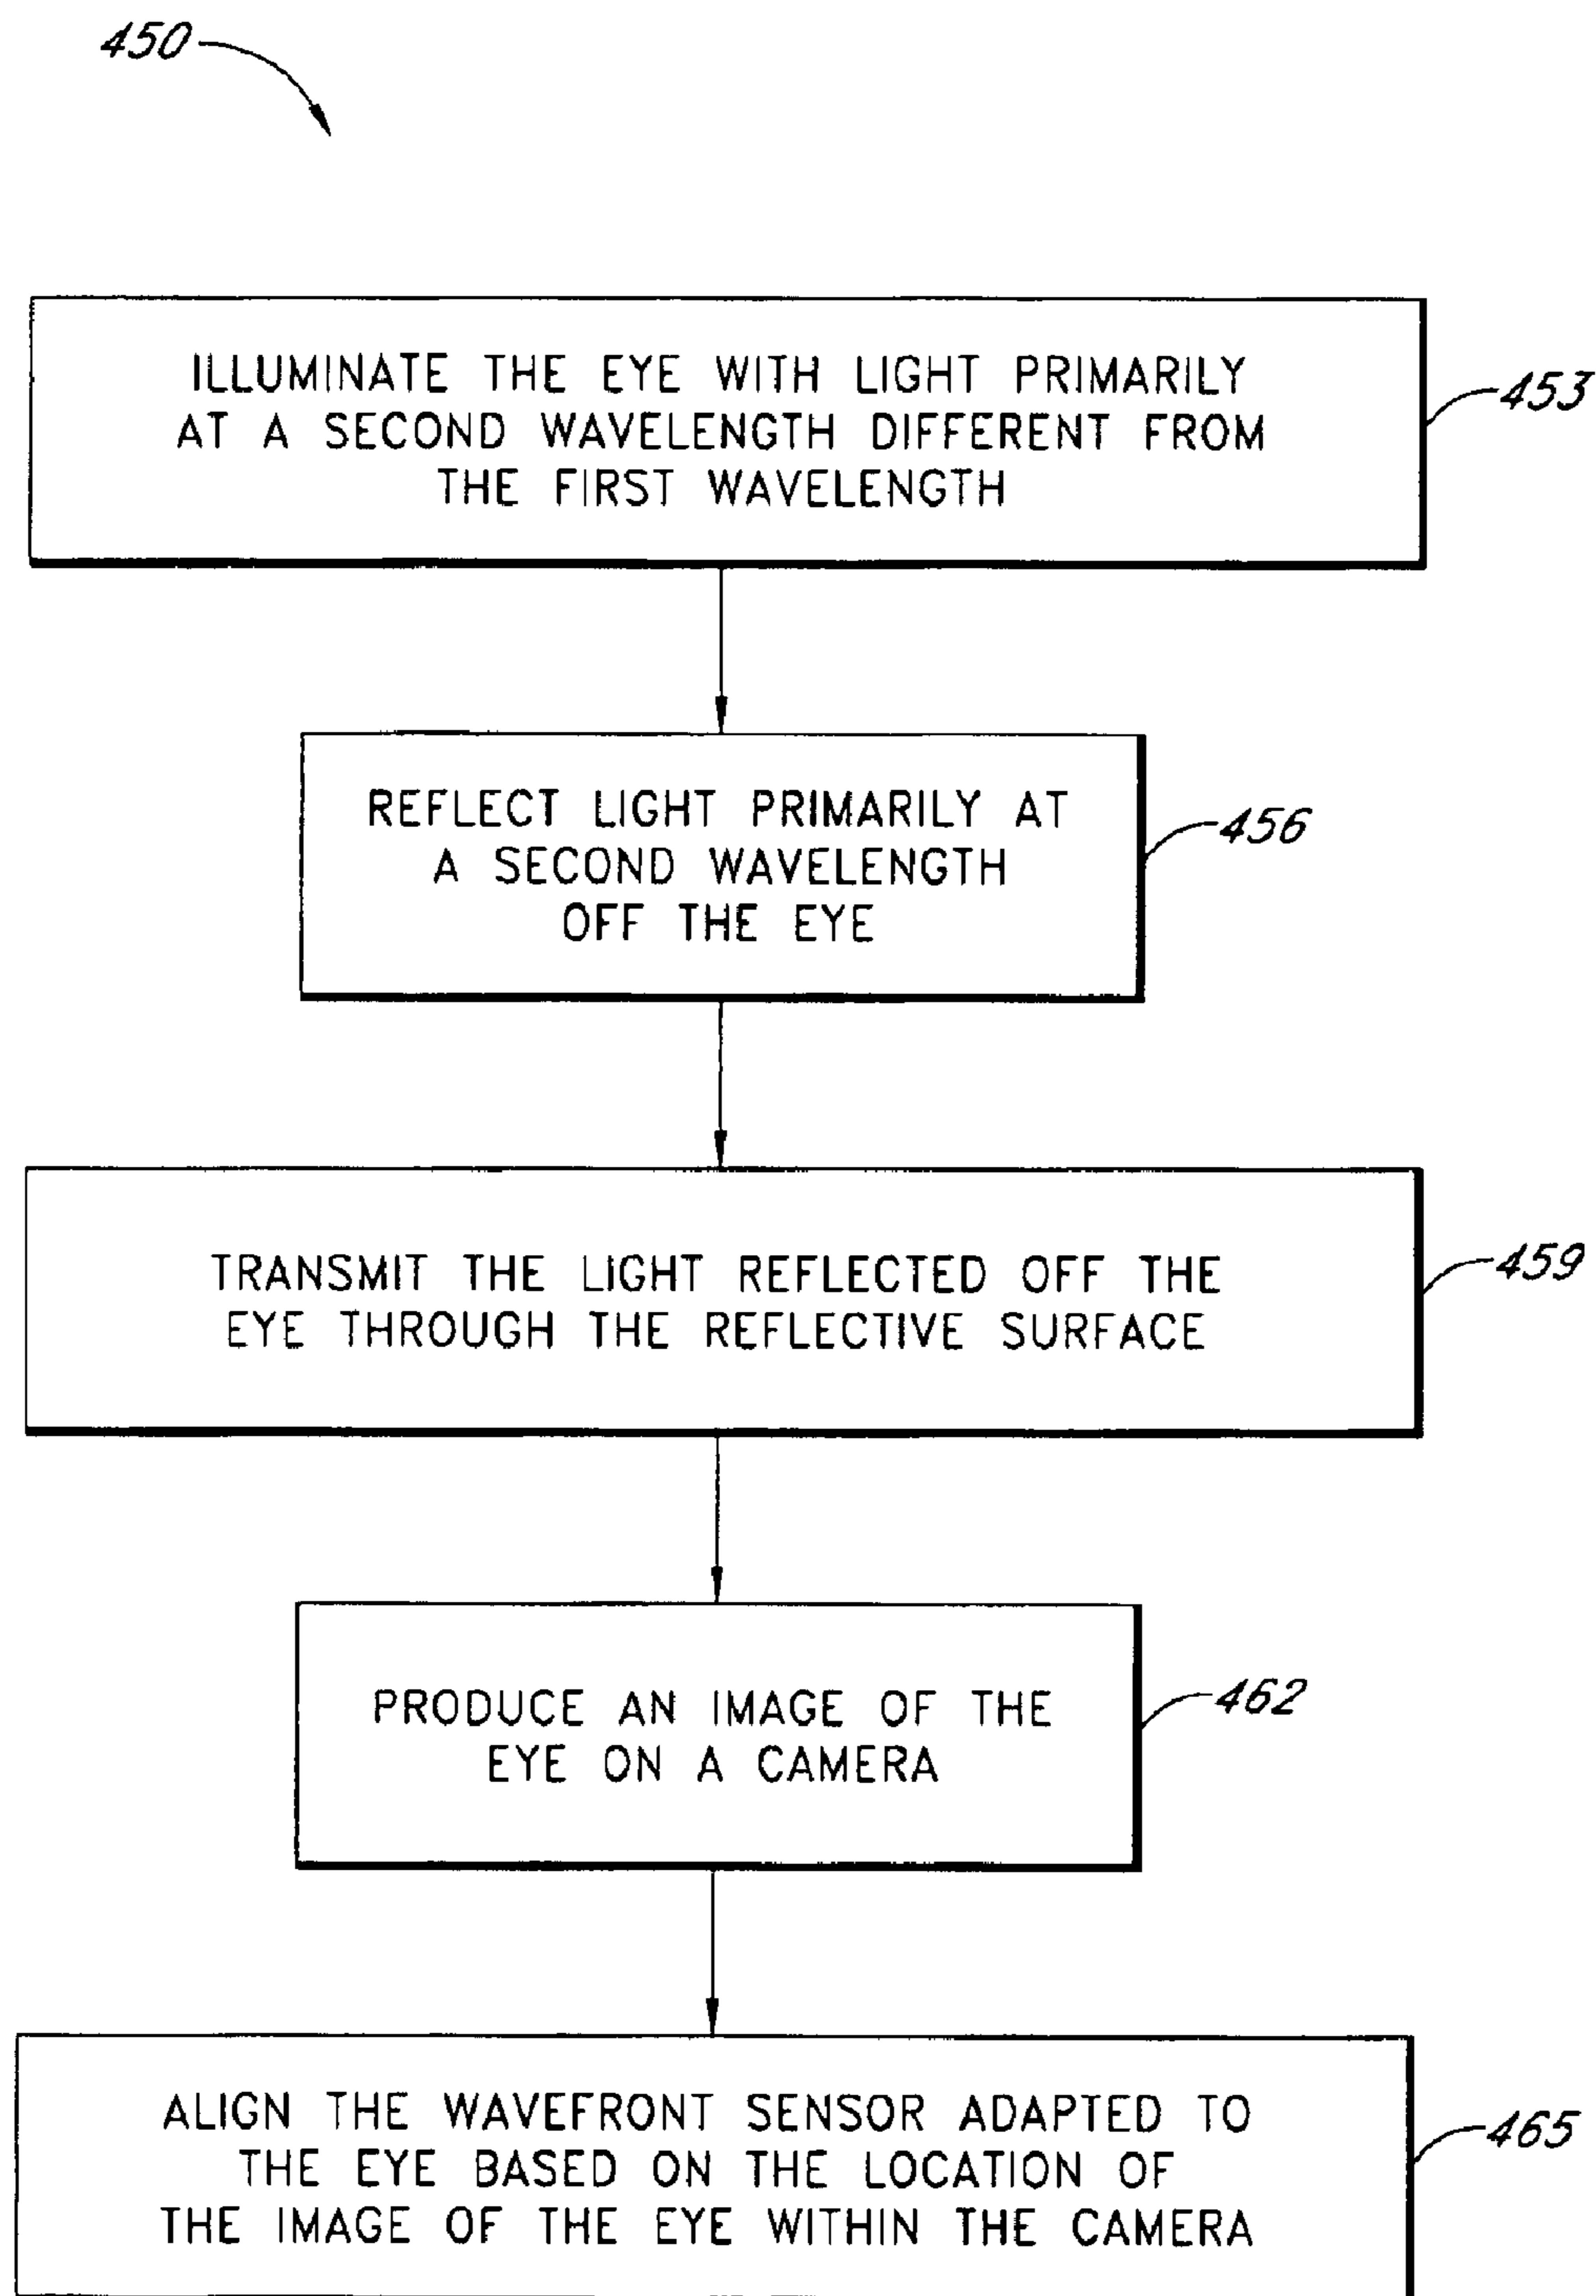 450
ILLUMINATE THE EYE WITH LIGHT PRIMARILY
AT A SECOND WAVELENGTH DIFFERENT FROM
THE FIRST WAVELENGTH
453
REFLECT LIGHT PRIMARILY AT
A SECOND WAVELENGTH
OFF THE EYE
456
TRANSMIT THE LIGHT REFLECTED OFF THE
EYE THROUGH THE REFLECTIVE SURFACE
459
PRODUCE AN IMAGE OF THE
EYE ON A CAMERA
462
ALIGN THE WAVEFRONT SENSOR ADAPTED TO
THE EYE BASED ON THE LOCATION OF
THE IMAGE OF THE EYE WITHIN THE CAMERA
465